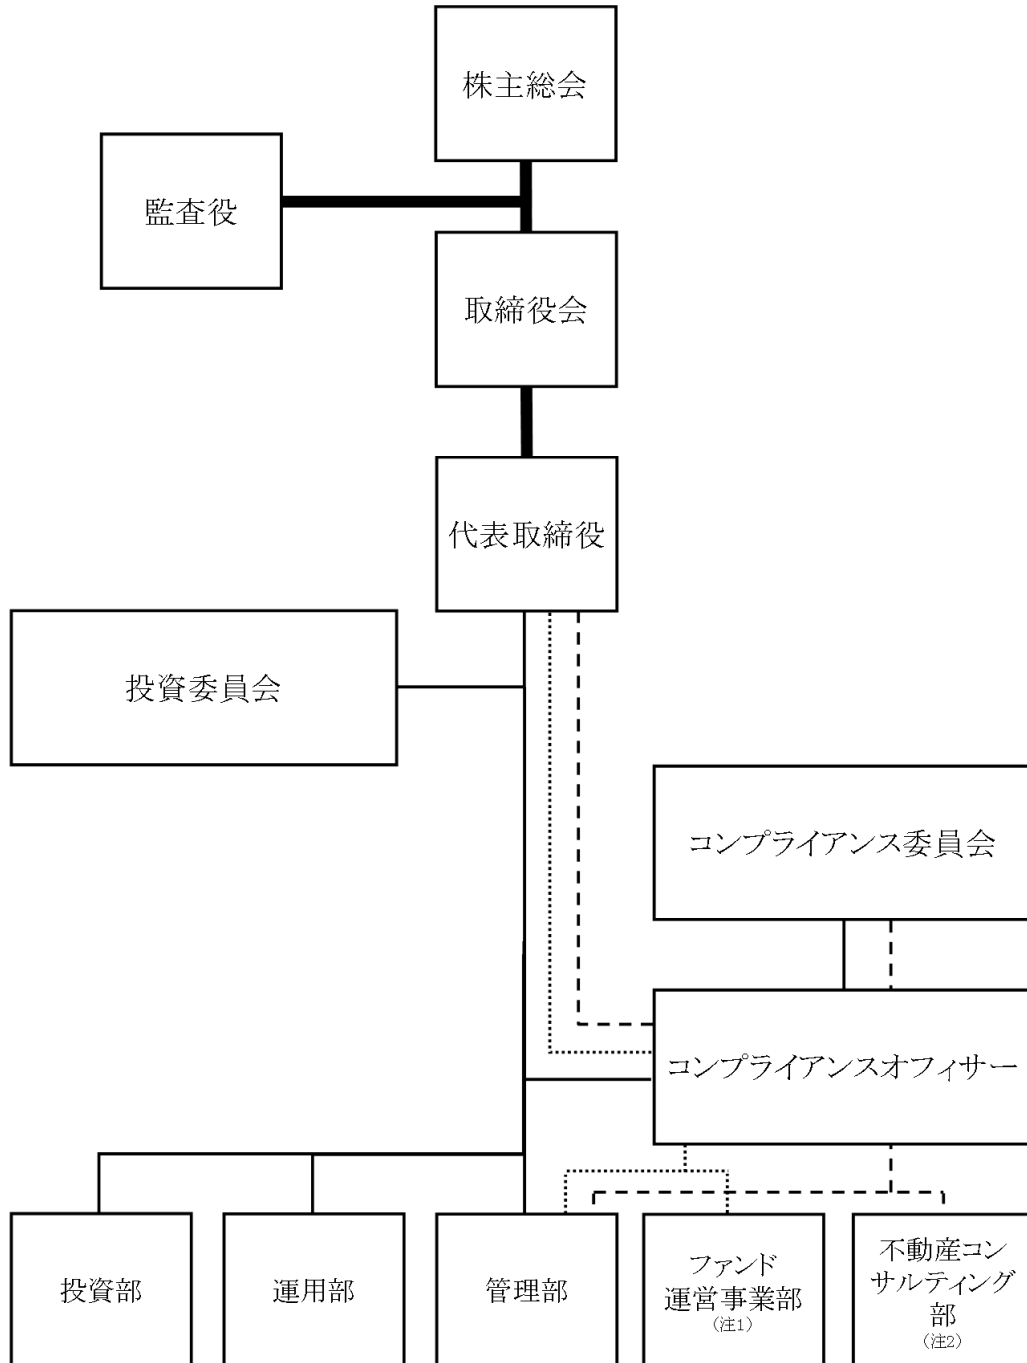 株主総会
監査役
取締役会
代表取締役
投資委員会
コンプライアンス委員会
コンプライアンスオフィサー
投資部
運用部
管理部
ファンド
運営事業部
(注1)
不動産コン
サルティング
部
(注2)